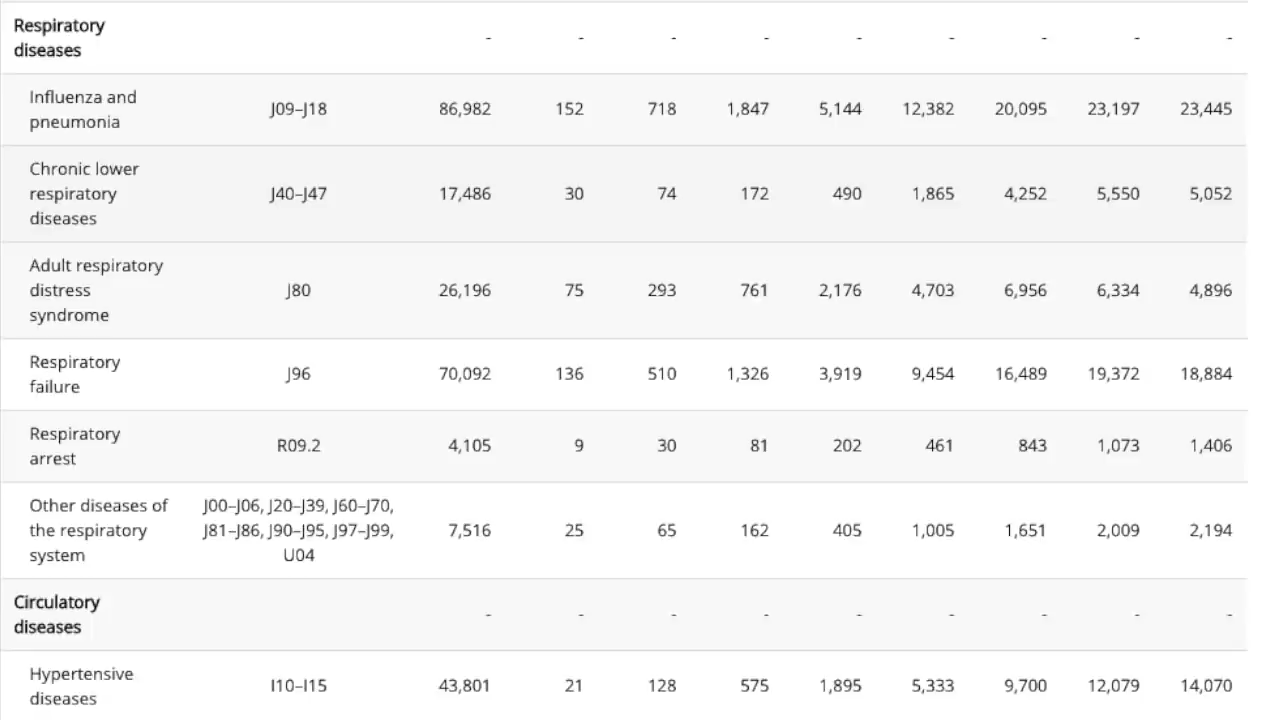 Respiratory
diseases - - - - - - - - -
Influenza and
pneumonia J09–J18 86,982 152 718 1,847 5,144 12,382 20,095 23,197 23,445
Chronic lower
respiratory J40–J47 17,486 30 74 172 490 1,865 4,252 5,550 5,052
diseases
Adult respiratory
distress J80 26,196 75 293 761 2,176 4,703 6,956 6,334 4,896
syndrome
Respiratory
failure J96 70,092 136 510 1,326 3,919 9,454 16,489 19,372 18,884
Respiratory
arrest R09.2 4,105 9 30 81 202 461 843 1,073 1,406
Other diseases of J00–J06, J20–J39, J60–J70,
the respiratory J81–J86, J90–J95, J97–J99, 7,516 25 65 162 405 1,005 1,651 2,009 2,194
system U04
Circulatory
diseases - - - - - - - - -
Hypertensive
diseases I10–I15 43,801 21 128 575 1,895 5,333 9,700 12,079 14,070